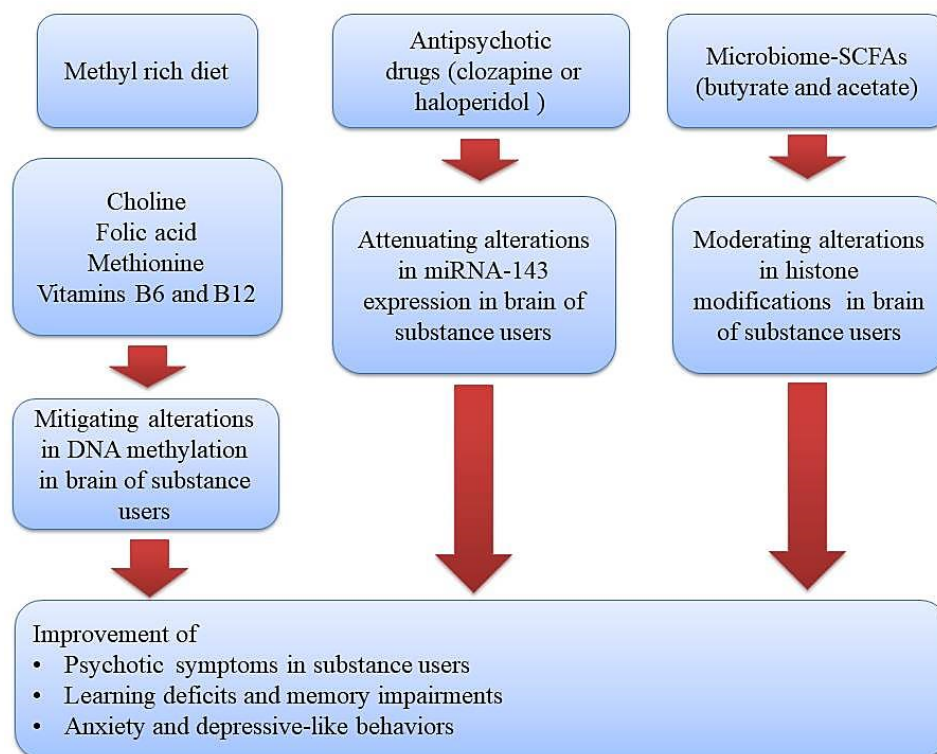 Methyl rich diet
Antipsychotic
drugs (clozapine or
haloperidol )
Microbiome-SCFAs
(butyrate and acetate)
Choline
Folic acid
Methionine
Vitamins B6 and B12
Attenuating alterations
in miRNA-143
expression in brain of
substance users
Moderating alterations
in histone
modifications in brain
of substance users
Mitigating alterations
in DNA methylation
in brain of substance
users
Improvement of
• Psychotic symptoms in substance users
• Learning deficits and memory impairments
• Anxiety and depressive-like behaviors